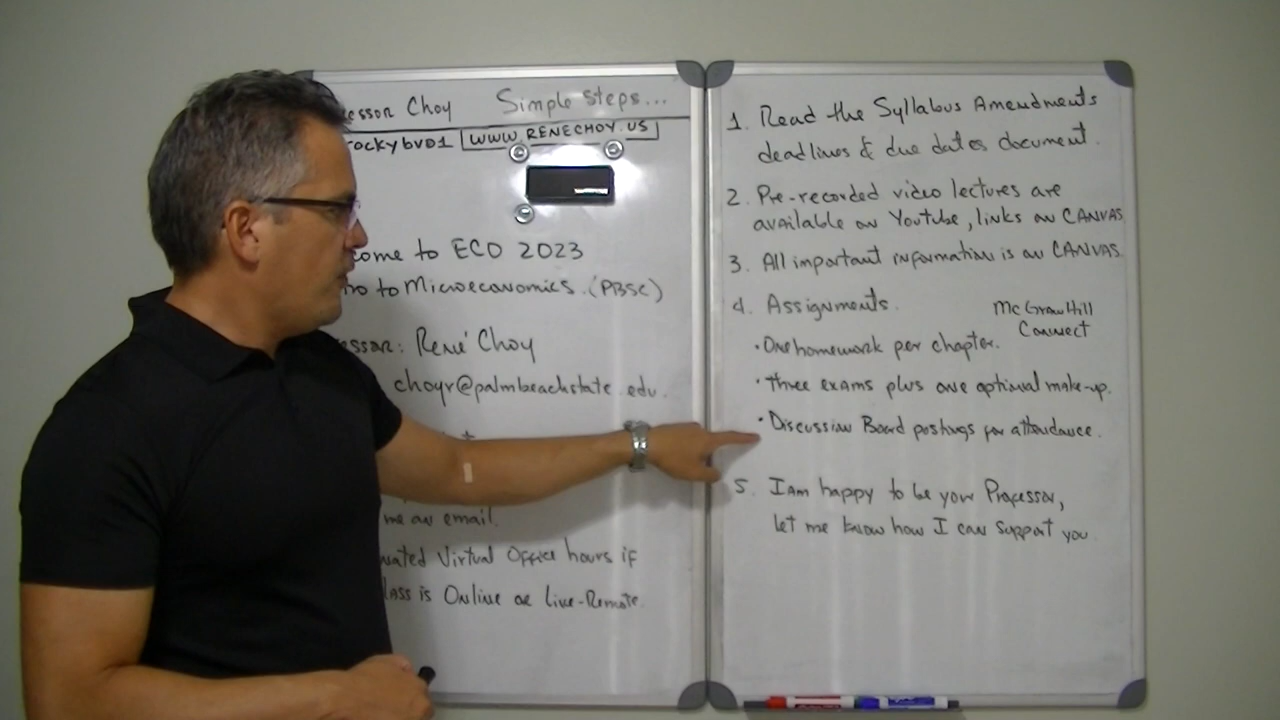 essor Choy Simple Steps...
rockybvd1 WWW.RENECHOY.US
come to ECO 2023
to Microeconomics. (PBSC)
essor: René Choy
choyr@palmbeachstate.edu.
me an email.
nated Virtual Office hours if
lass is Online or Live-Remote.
1. Read the Syllabus Amendments
deadlines & due dates document.
2. Pre-recorded video lectures are
available on Youtube, links on CANVAS
3. All important information is on CANVAS.
4. Assignments.
McGrawHill
Connect
• One homework per chapter.
• Three exams plus one optional make-up.
• Discussion Board postings for attendance.
5. I am happy to be your Professor,
let me know how I can support you.